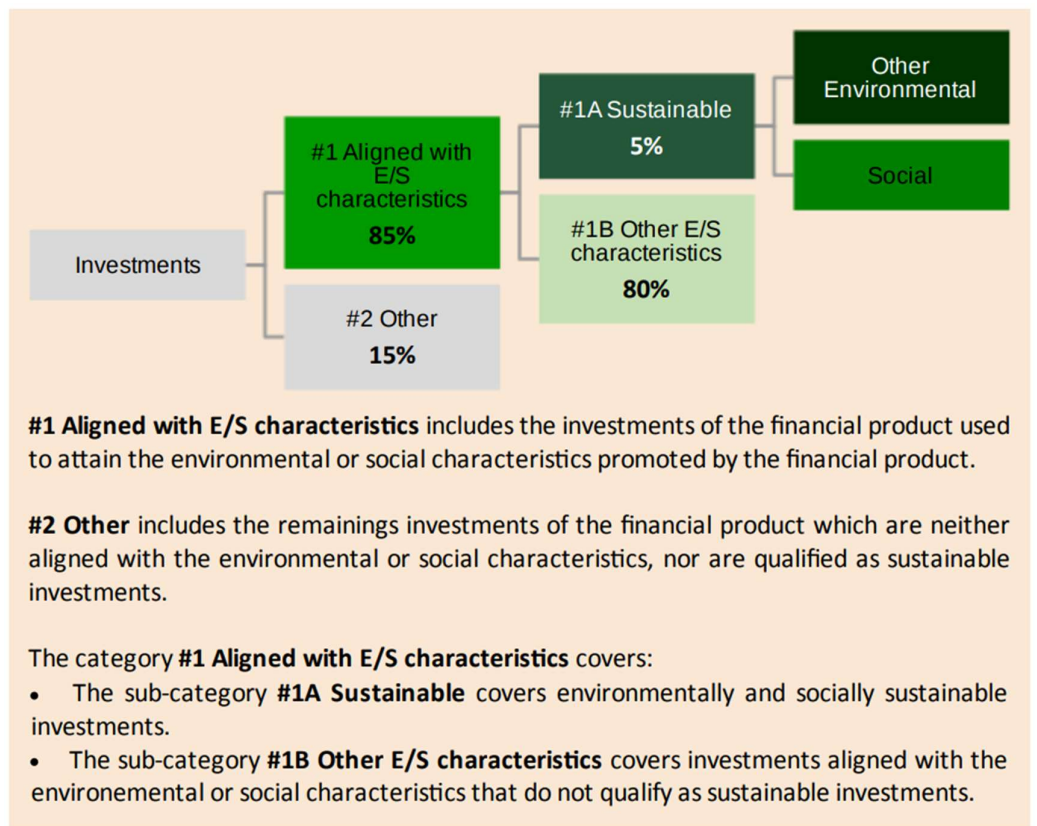 Other
Environmental
#1A Sustainable
5%
#1 Aligned with
E/S
characteristics
85%
Social
#1B Other E/S
characteristics
80%
Investments
#2 Other
15%
#1 Aligned with E/S characteristics includes the investments of the financial product used
to attain the environmental or social characteristics promoted by the financial product.
#2 Other includes the remainings investments of the financial product which are neither
aligned with the environmental or social characteristics, nor are qualified as sustainable
investments.
The category #1 Aligned with E/S characteristics covers:
• The sub-category #1A Sustainable covers environmentally and socially sustainable
investments.
• The sub-category #1B Other E/S characteristics covers investments aligned with the
environemental or social characteristics that do not qualify as sustainable investments.